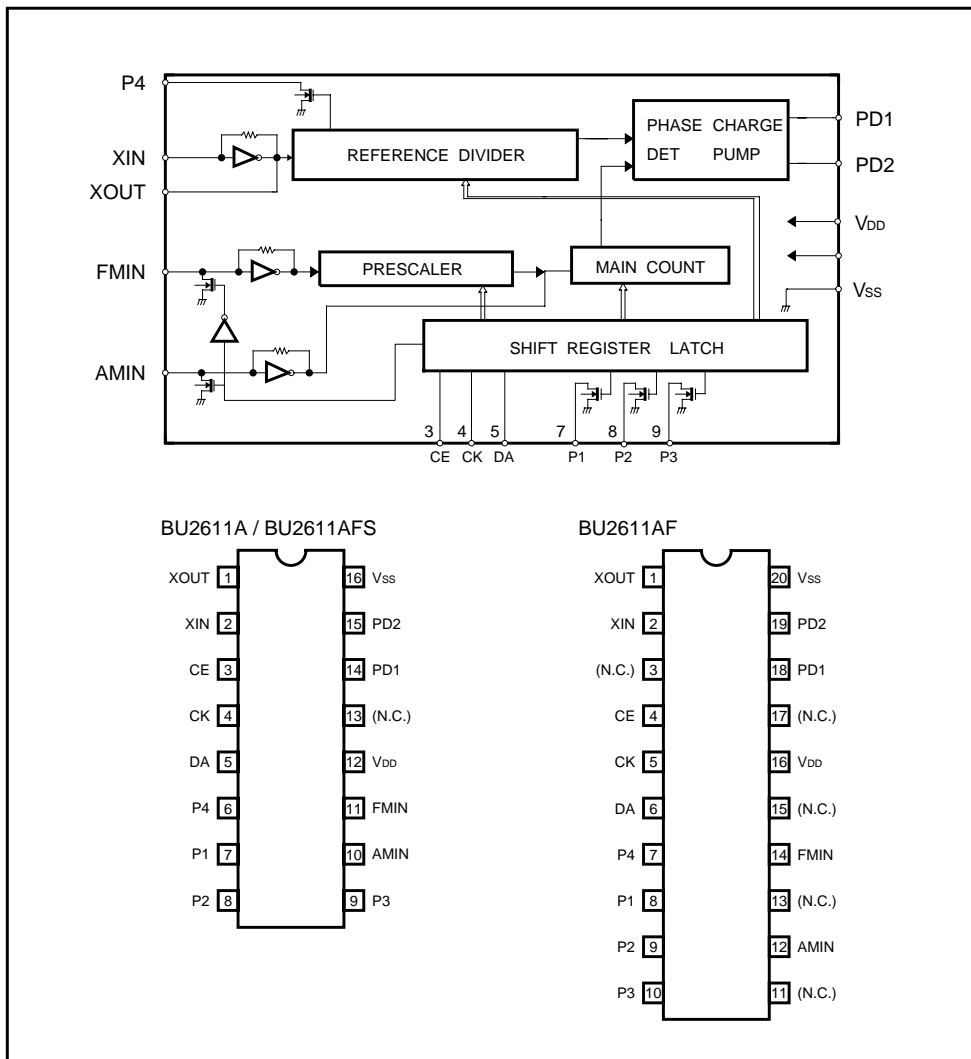 P4
XIN
XOUT
FMIN
AMIN
REFERENCE DIVIDER
PHASE CHARGE
DET PUMP
PRESCALER
MAIN COUNT
SHIFT REGISTER LATCH
PD1
PD2
VDD
VSS
3 4 5 7 8 9
CE CK DA P1 P2 P3
BU2611A / BU2611AFS
XOUT 1 16 VSS
XIN 2 15 PD2
CE 3 14 PD1
CK 4 13 (N.C.)
DA 5 12 VDD
P4 6 11 FMIN
P1 7 10 AMIN
P2 8 9 P3
BU2611AF
XOUT 1 20 VSS
XIN 2 19 PD2
(N.C.) 3 18 PD1
CE 4 17 (N.C.)
CK 5 16 VDD
DA 6 15 (N.C.)
P4 7 14 FMIN
P1 8 13 (N.C.)
P2 9 12 AMIN
P3 10 11 (N.C.)